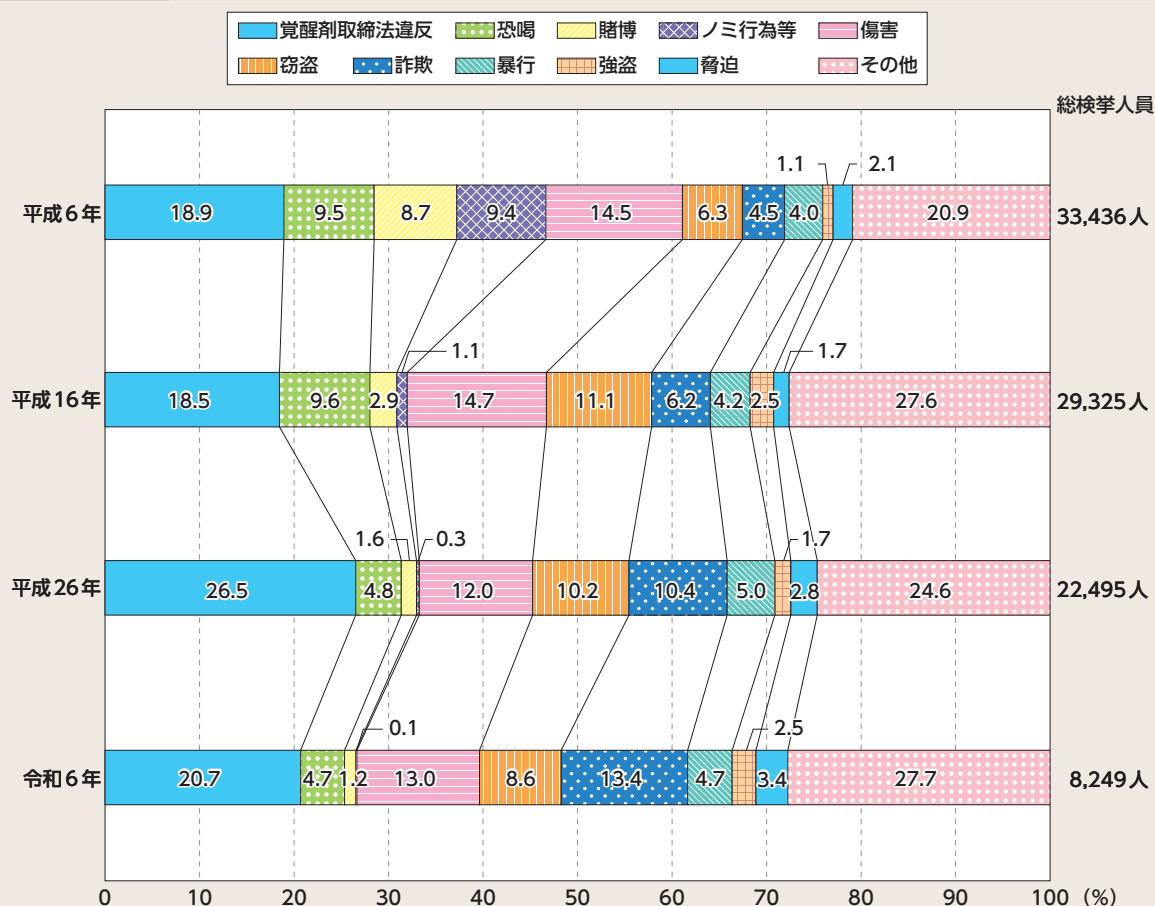 覚醒剤取締法違反 恐喝 賭博 ノミ行為等 傷害
窃盗 詐欺 暴行 強盗 脅迫 その他
総検挙人員
1.1 2.1
平成6年 18.9 9.5 8.7 9.4 14.5 6.3 4.5 4.0 20.9 33,436人
1.1 1.7
平成16年 18.5 9.6 2.9 14.7 11.1 6.2 4.2 2.5 27.6 29,325人
1.6 0.3 1.7
平成26年 26.5 4.8 12.0 10.2 10.4 5.0 2.8 24.6 22,495人
0.1 2.5
令和6年 20.7 4.7 1.2 13.0 8.6 13.4 4.7 3.4 27.7 8,249人
0 10 20 30 40 50 60 70 80 90 100 (%)